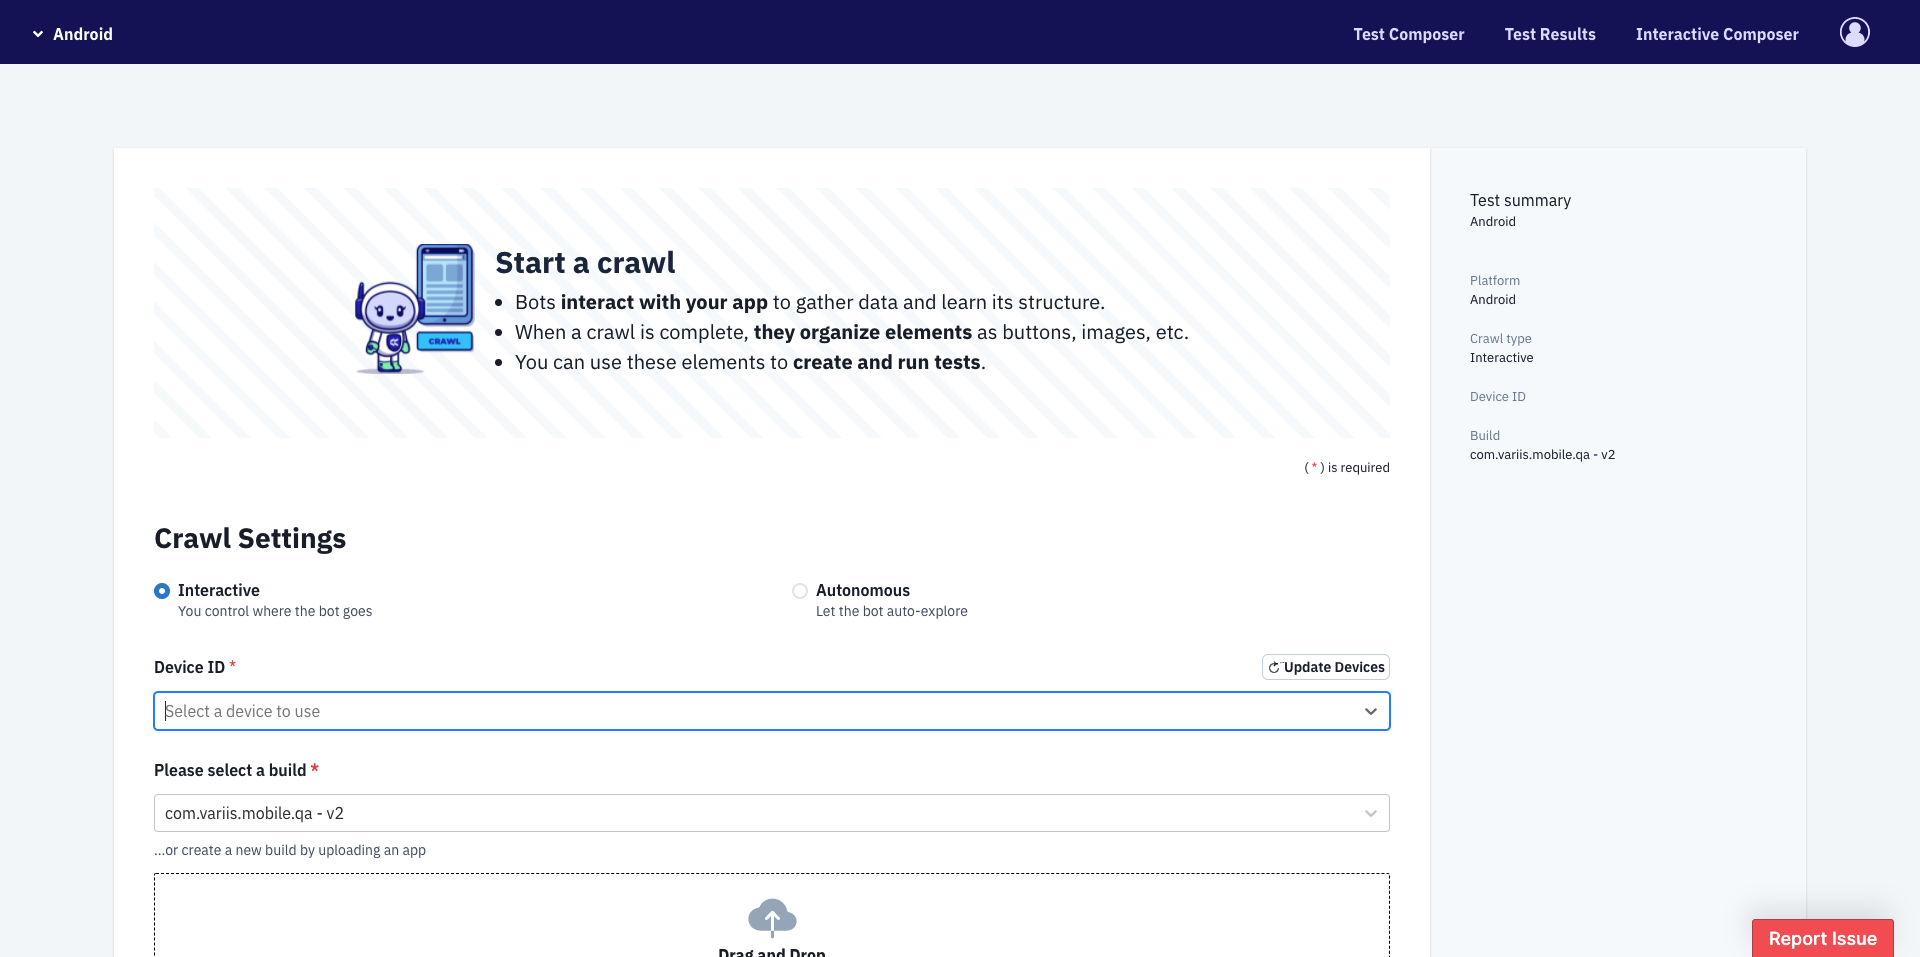 Android
Test Composer
Test Results
Interactive Composer
CRAWL
Start a crawl
Bots interact with your app to gather data and learn its structure.
When a crawl is complete, they organize elements as buttons, images, etc.
You can use these elements to create and run tests.
( * ) is required
Crawl Settings
Interactive
You control where the bot goes
Autonomous
Let the bot auto-explore
Device ID *
Update Devices
Select a device to use
Please select a build *
com.variis.mobile.qa - v2
...or create a new build by uploading an app
Drag and Drop
Test summary
Android
Platform
Android
Crawl type
Interactive
Device ID
Build
com.variis.mobile.qa - v2
Report Issue